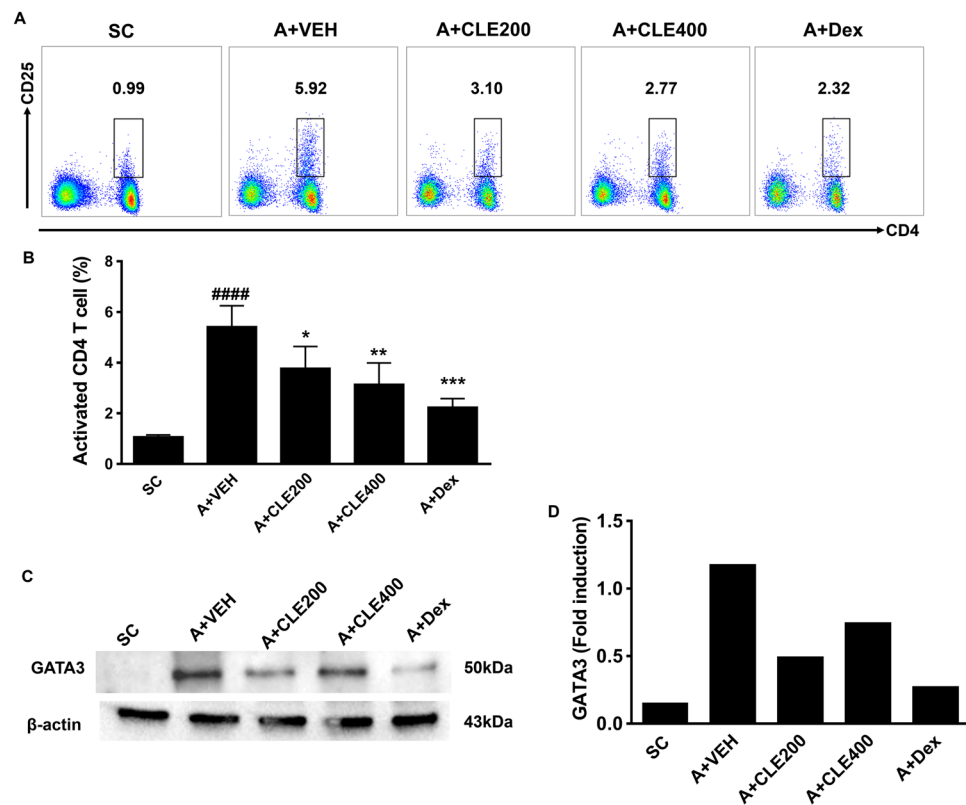 A
SC A+VEH A+CLE200 A+CLE400 A+Dex
CD25
0.99 5.92 3.10 2.77 2.32
CD4
B
Activated CD4 T cell (%)
8
6
4
2
0
####
*
**
***
SC A+VEH A+CLE200 A+CLE400 A+Dex
C
SC A+VEH A+CLE200 A+CLE400 A+Dex
GATA3 50kDa
β-actin 43kDa
D
GATA3 (Fold induction)
1.5
1.0
0.5
0.0
SC A+VEH A+CLE200 A+CLE400 A+Dex